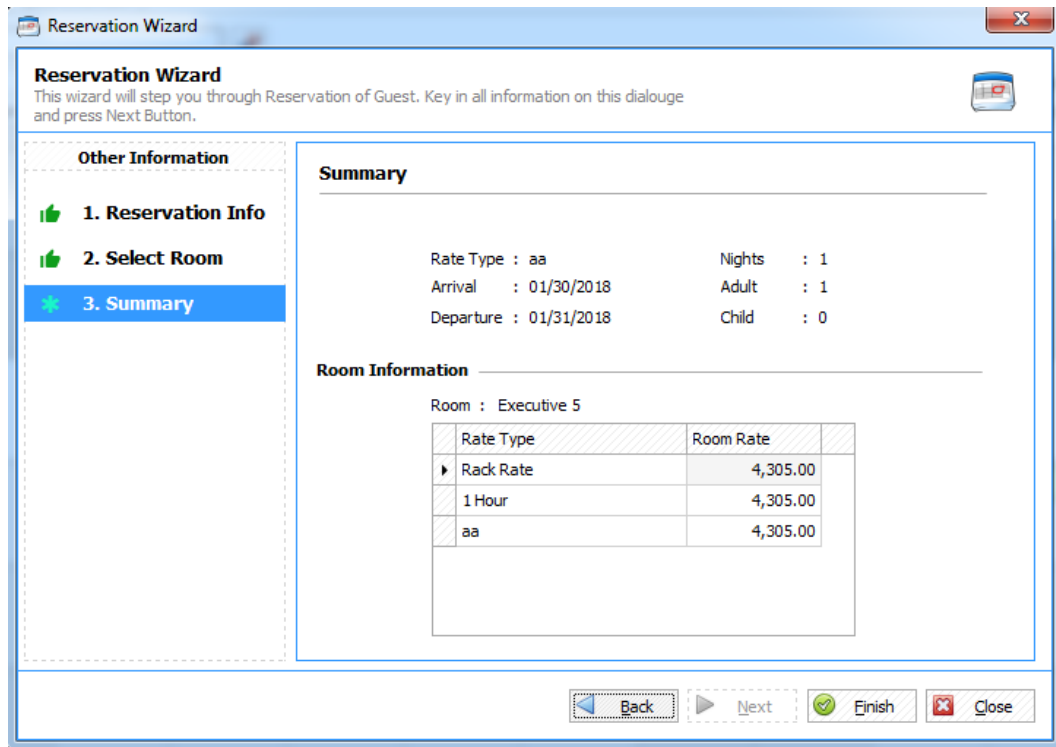 Reservation Wizard
Reservation Wizard
This wizard will step you through Reservation of Guest. Key in all information on this dialouge
and press Next Button.
Other Information
1. Reservation Info
2. Select Room
3. Summary
Summary
Rate Type : aa Nights : 1
Arrival : 01/30/2018 Adult : 1
Departure : 01/31/2018 Child : 0
Room Information
Room : Executive 5
Rate Type Room Rate
Rack Rate 4,305.00
1 Hour 4,305.00
aa 4,305.00
Back Next Finish Close